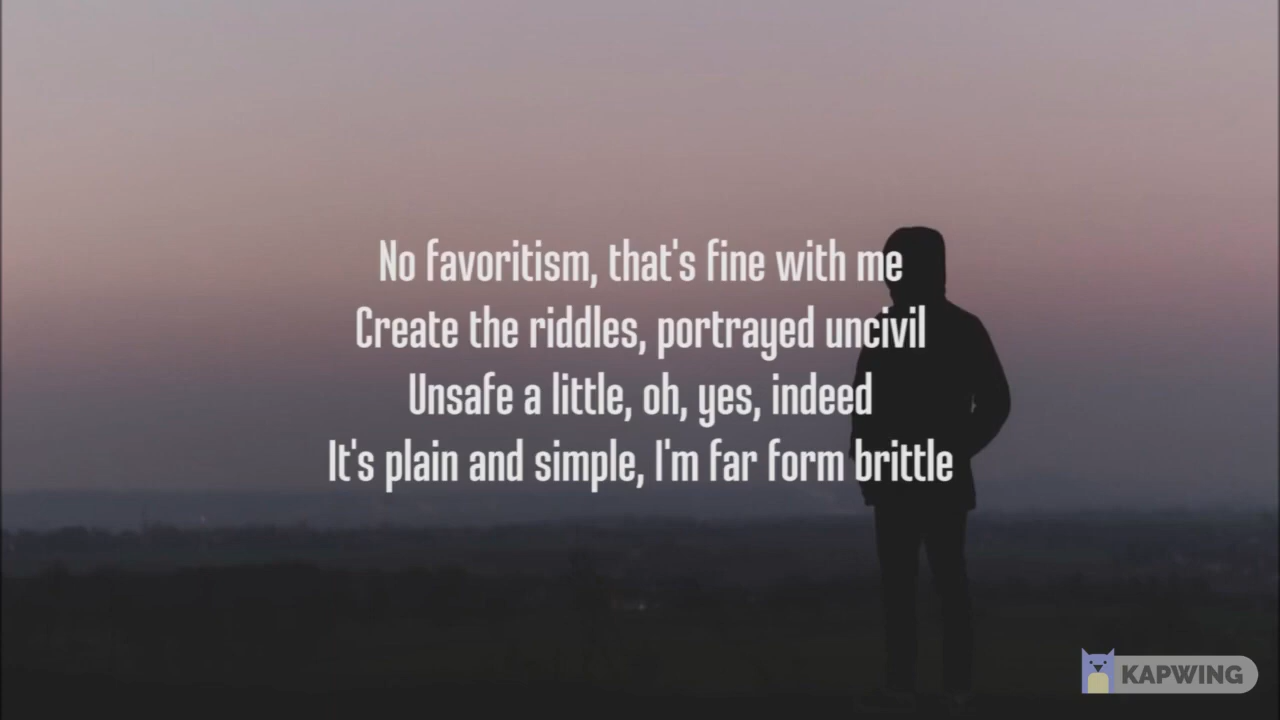 No favoritism, that's fine with me
Create the riddles, portrayed uncivil
Unsafe a little, oh, yes, indeed
It's plain and simple, I'm far form brittle
KAPWING